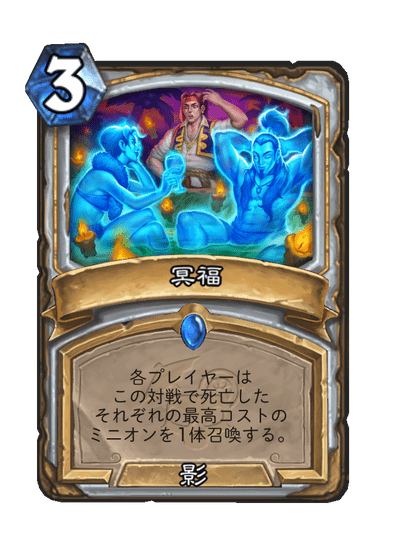 3
冥福
各プレイヤーは
この対戦で死亡した
それぞれの最高コストの
ミニオンを1体召喚する。
影